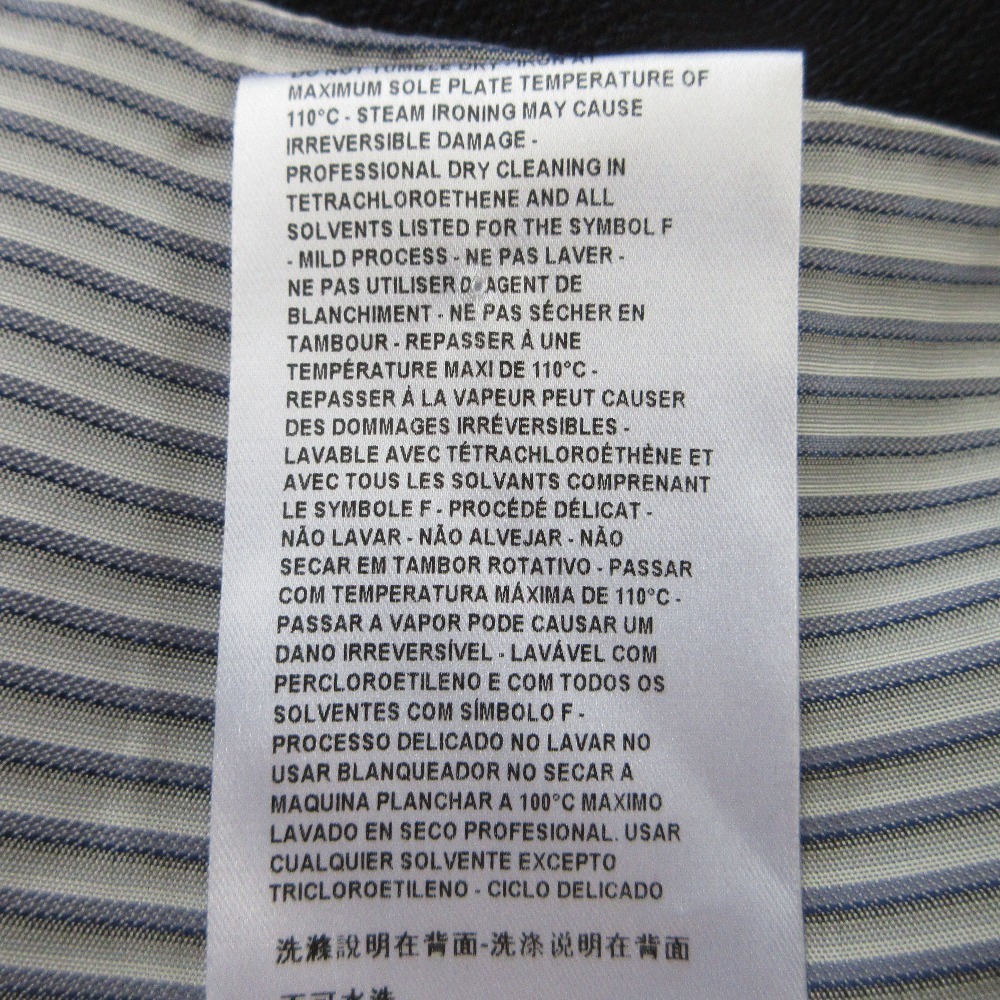 DO NOT TUMBLE DRY - IRON AT
MAXIMUM SOLE PLATE TEMPERATURE OF
110°C - STEAM IRONING MAY CAUSE
IRREVERSIBLE DAMAGE -
PROFESSIONAL DRY CLEANING IN
TETRACHLOROETHENE AND ALL
SOLVENTS LISTED FOR THE SYMBOL F
- MILD PROCESS - NE PAS LAVER -
NE PAS UTILISER D'AGENT DE
BLANCHIMENT - NE PAS SÉCHER EN
TAMBOUR - REPASSER À UNE
TEMPÉRATURE MAXI DE 110°C -
REPASSER À LA VAPEUR PEUT CAUSER
DES DOMMAGES IRRÉVERSIBLES -
LAVABLE AVEC TÉTRACHLOROÉTHÈNE ET
AVEC TOUS LES SOLVANTS COMPRENANT
LE SYMBOLE F - PROCÉDÉ DÉLICAT -
NÃO LAVAR - NÃO ALVEJAR - NÃO
SECAR EM TAMBOR ROTATIVO - PASSAR
COM TEMPERATURA MÁXIMA DE 110°C -
PASSAR A VAPOR PODE CAUSAR UM
DANO IRREVERSÍVEL - LAVÁVEL COM
PERCLOROETILENO E COM TODOS OS
SOLVENTES COM SÍMBOLO F -
PROCESSO DELICADO NO LAVAR NO
USAR BLANQUEADOR NO SECAR A
MAQUINA PLANCHAR A 100°C MAXIMO
LAVADO EN SECO PROFESIONAL. USAR
CUALQUIER SOLVENTE EXCEPTO
TRICLOROETILENO - CICLO DELICADO
洗滌說明在背面-洗涤说明在背面